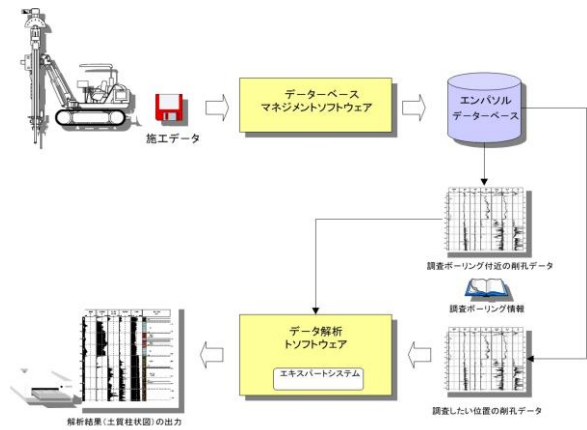 施工データ
データーベース
マネジメントソフトウェア
エンパソル
データーベース
調査ボーリング付近の削孔データ
調査ボーリング情報
データ解析
トソフトウェア
エキスパートシステム
調査したい位置の削孔データ
解析結果(土質柱状図)の出力